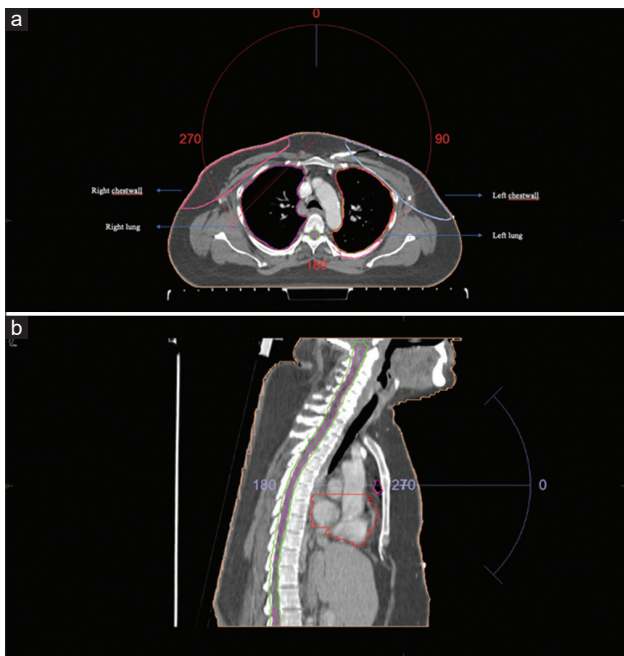 a
0
270
90
Right chestwall
Left chestwall
Right lung
Left lung
180
b
180
270
0